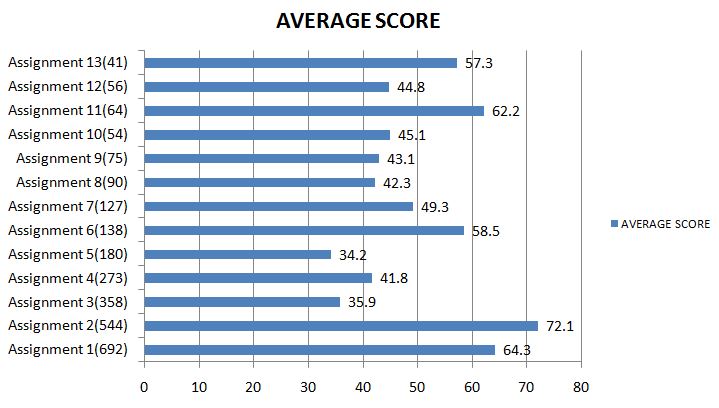 AVERAGE SCORE
Assignment 13(41) 57.3
Assignment 12(56) 44.8
Assignment 11(64) 62.2
Assignment 10(54) 45.1
Assignment 9(75) 43.1
Assignment 8(90) 42.3
Assignment 7(127) 49.3
Assignment 6(138) 58.5
Assignment 5(180) 34.2
Assignment 4(273) 41.8
Assignment 3(358) 35.9
Assignment 2(544) 72.1
Assignment 1(692) 64.3
0 10 20 30 40 50 60 70 80
AVERAGE SCORE